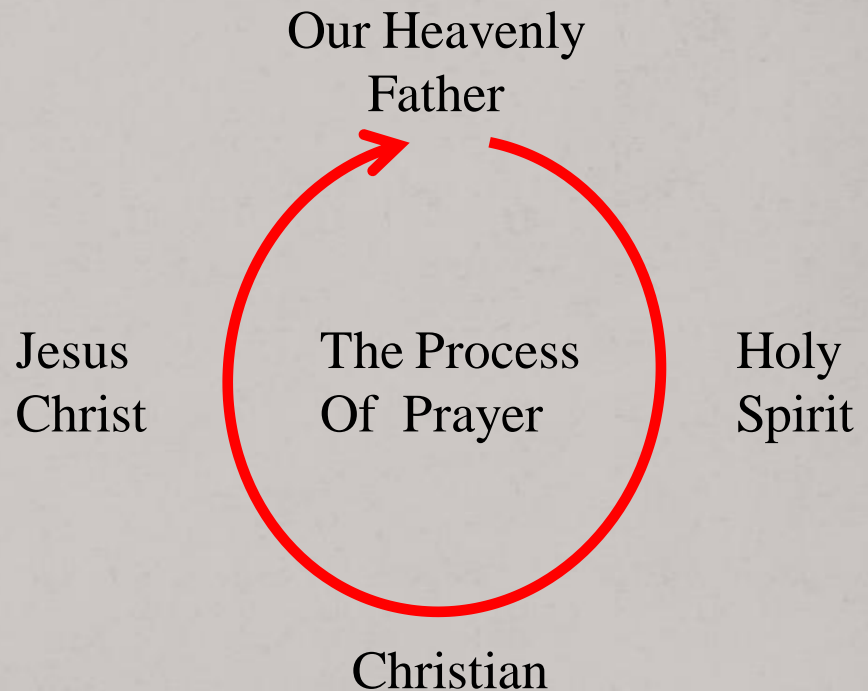 Our Heavenly
Father
Jesus
Christ
The Process
Of Prayer
Holy
Spirit
Christian